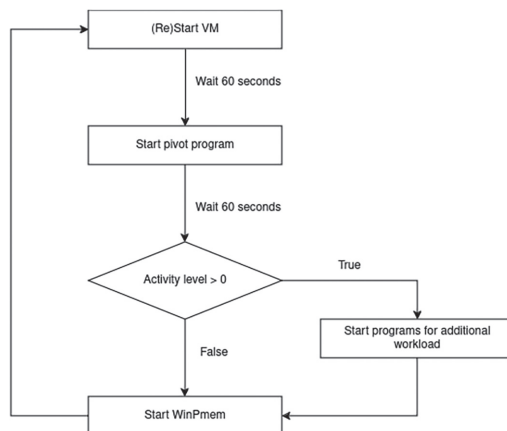 (Re)Start VM
Wait 60 seconds
Start pivot program
Wait 60 seconds
Activity level > 0
True
Start programs for additional
workload
False
Start WinPmem